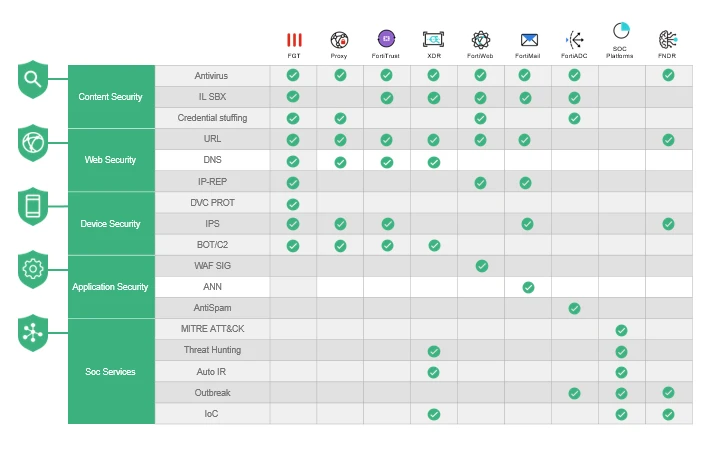 FGT
Proxy
FortiTrust
XDR
FortiWeb
FortiMail
FortiADC
SOC
Platforms
FNDR
Content Security
Antivirus
IL SBX
Credential stuffing
Web Security
URL
DNS
IP-REP
Device Security
DVC PROT
IPS
BOT/C2
Application Security
WAF SIG
ANN
AntiSpam
Soc Services
MITRE ATT&CK
Threat Hunting
Auto IR
Outbreak
IoC